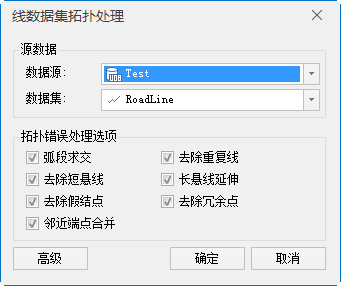 线数据集拓扑处理
源数据
数据源： UDB Test
数据集： RoadLine
拓扑错误处理选项
弧段求交 去除重复线
去除短悬线 长悬线延伸
去除假结点 去除冗余点
邻近端点合并
高级 确定 取消